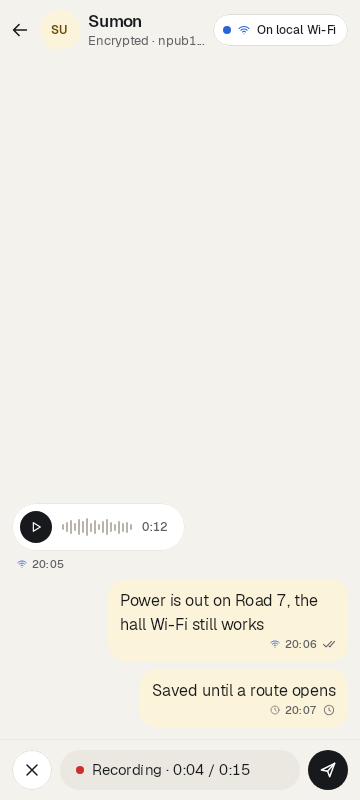 SU
Sumon
Encrypted · npub1...
On local Wi-Fi
0:12
20:05
Power is out on Road 7, the
hall Wi-Fi still works
20:06
Saved until a route opens
20:07
Recording · 0:04 / 0:15